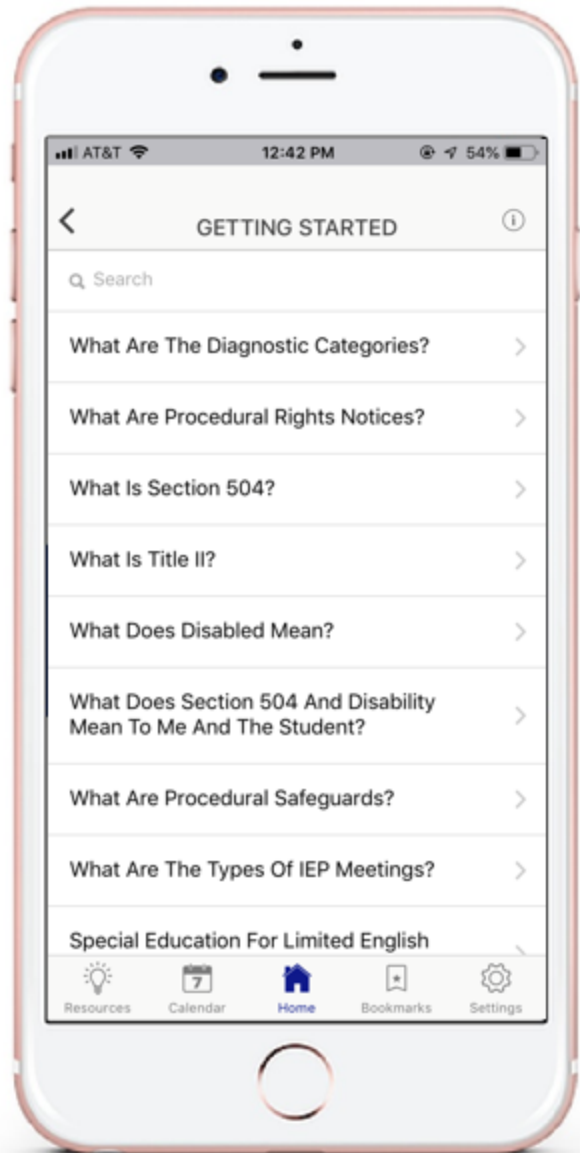 AT&T 12:42 PM 54%
GETTING STARTED
Search
What Are The Diagnostic Categories?
What Are Procedural Rights Notices?
What Is Section 504?
What Is Title II?
What Does Disabled Mean?
What Does Section 504 And Disability
Mean To Me And The Student?
What Are Procedural Safeguards?
What Are The Types Of IEP Meetings?
Special Education For Limited English
7
Resources Calendar Home Bookmarks Settings